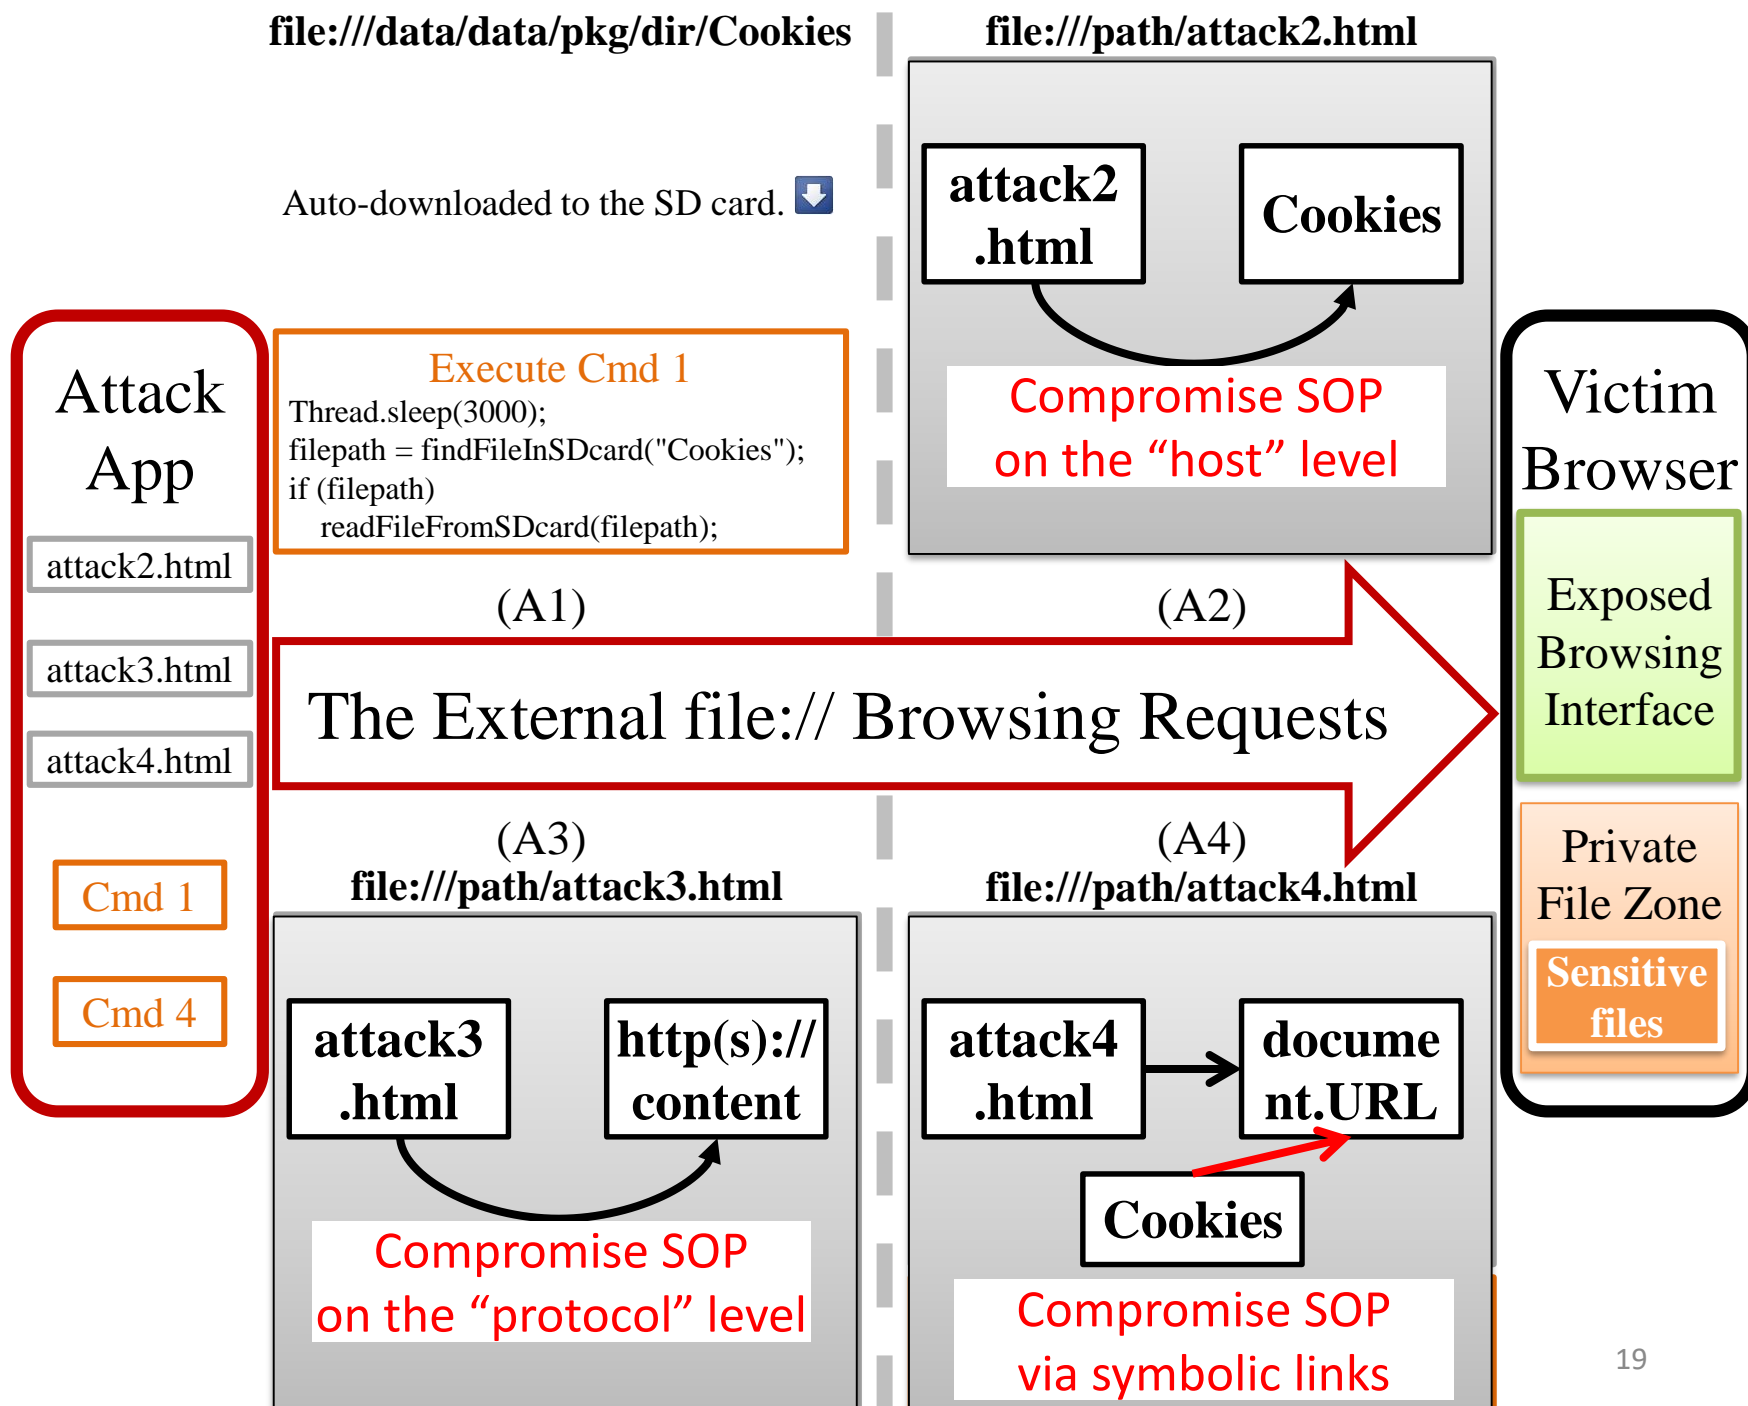 file:///data/data/pkg/dir/Cookies
Auto-downloaded to the SD card.
Execute Cmd 1
Thread.sleep(3000);
filepath = findFileInSDcard("Cookies");
if (filepath)
readFileFromSDcard(filepath);
(A1)
file:///path/attack2.html
attack2
.html
Cookies
Compromise SOP
on the “host” level
(A2)
Attack
App
attack2.html
attack3.html
attack4.html
Cmd 1
Cmd 4
The External file:// Browsing Requests
Victim
Browser
Exposed
Browsing
Interface
Private
File Zone
Sensitive
files
(A3)
file:///path/attack3.html
attack3
.html
http(s)://
content
Compromise SOP
on the “protocol” level
(A4)
file:///path/attack4.html
attack4
.html
docume
nt.URL
Cookies
Compromise SOP
via symbolic links
19